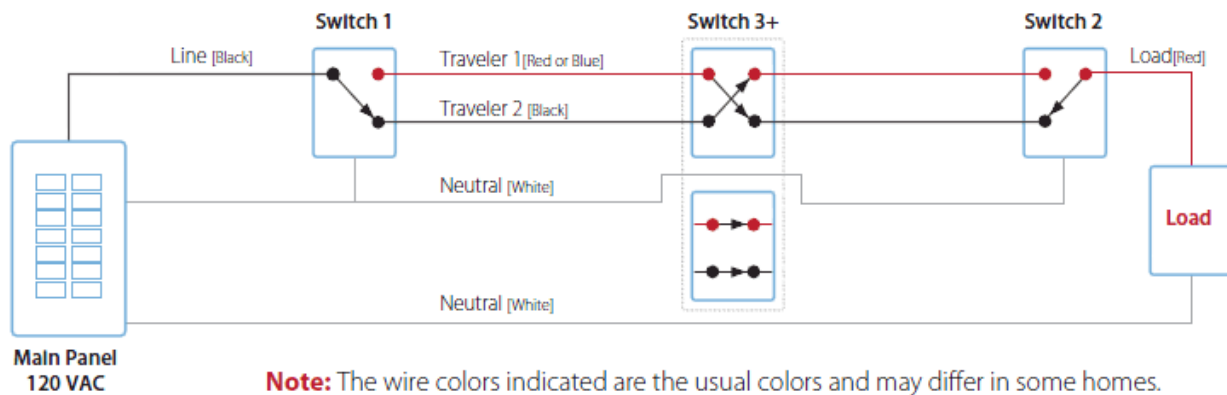 Switch 1
Switch 3+
Switch 2
Line [Black]
Traveler 1[Red or Blue]
Load[Red]
Traveler 2 [Black]
Neutral [White]
Load
Neutral [White]
Main Panel
120 VAC
Note: The wire colors indicated are the usual colors and may differ in some homes.